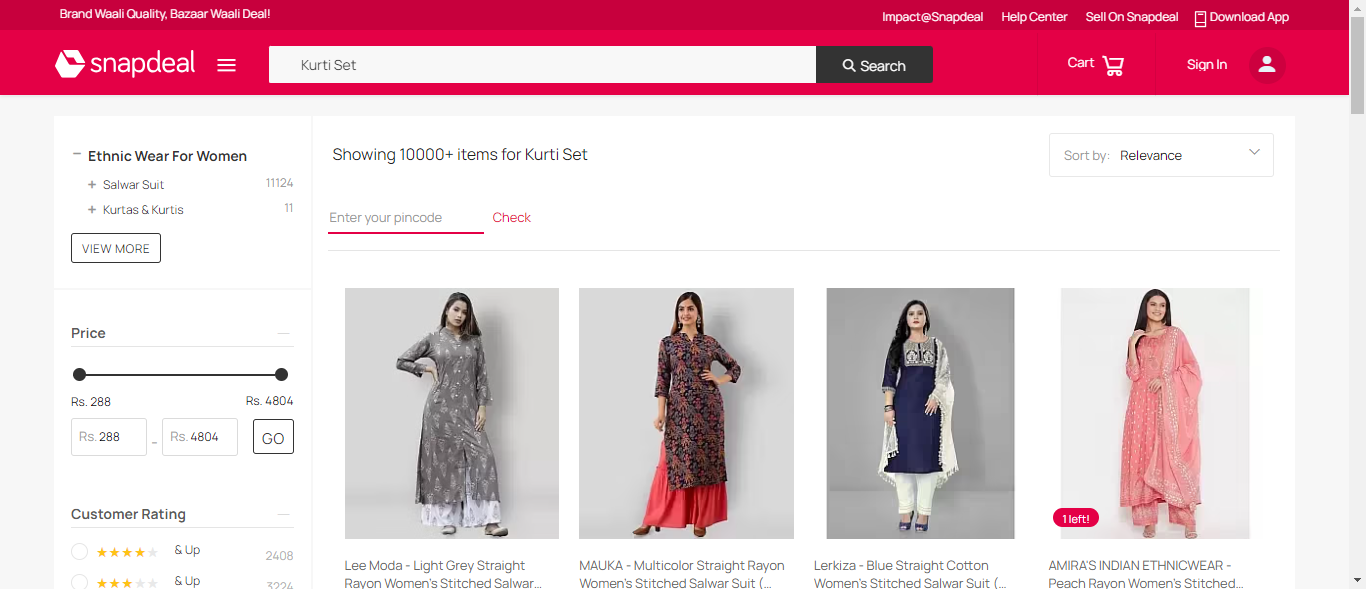 Brand Waali Quality, Bazaar Waali Deal!
Impact@Snapdeal Help Center Sell On Snapdeal Download App
snapdeal
Kurti Set
Search
Cart
Sign In
Ethnic Wear For Women
+ Salwar Suit 11124
+ Kurtas & Kurtis 11
VIEW MORE
Showing 10000+ items for Kurti Set
Sort by: Relevance
Enter your pincode Check
Price
Rs. 288 Rs. 4804
Rs. 288 - Rs. 4804 GO
Customer Rating
& Up 2408
& Up 3224
1 left!
Lee Moda - Light Grey Straight
Rayon Women's Stitched Salwar...
MAUKA - Multicolor Straight Rayon
Women's Stitched Salwar Suit (...
Lerkiza - Blue Straight Cotton
Women's Stitched Salwar Suit (...
AMIRA'S INDIAN ETHNICWEAR -
Peach Rayon Women's Stitched...